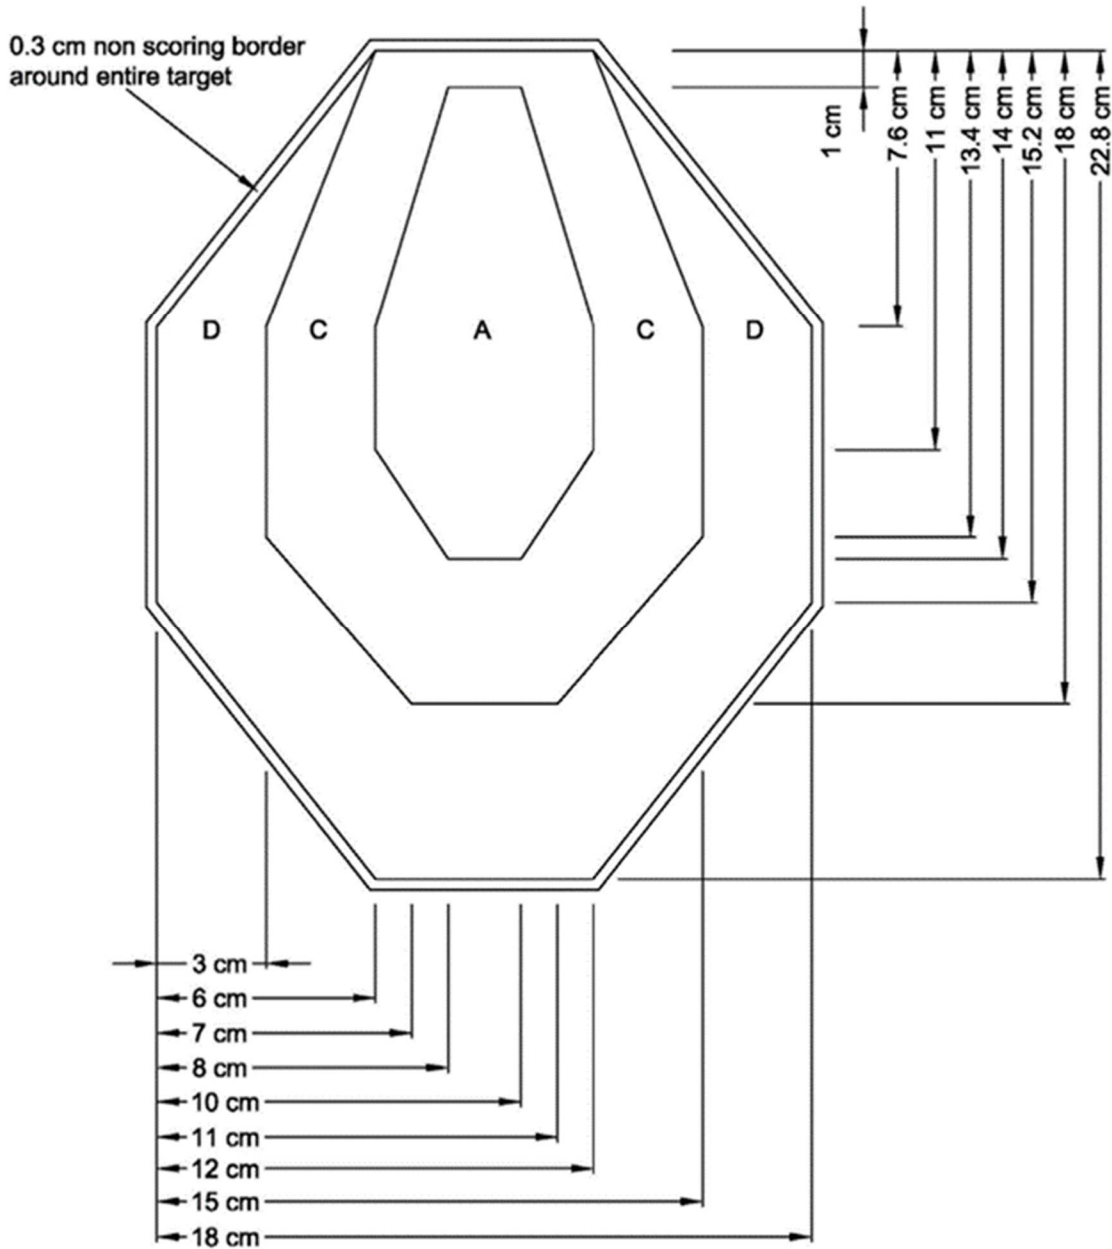 0.3 cm non scoring border
around entire target
1 cm
7.6 cm
11 cm
13.4 cm
14 cm
15.2 cm
18 cm
22.8 cm
D
C
A
C
D
3 cm
6 cm
7 cm
8 cm
10 cm
11 cm
12 cm
15 cm
18 cm